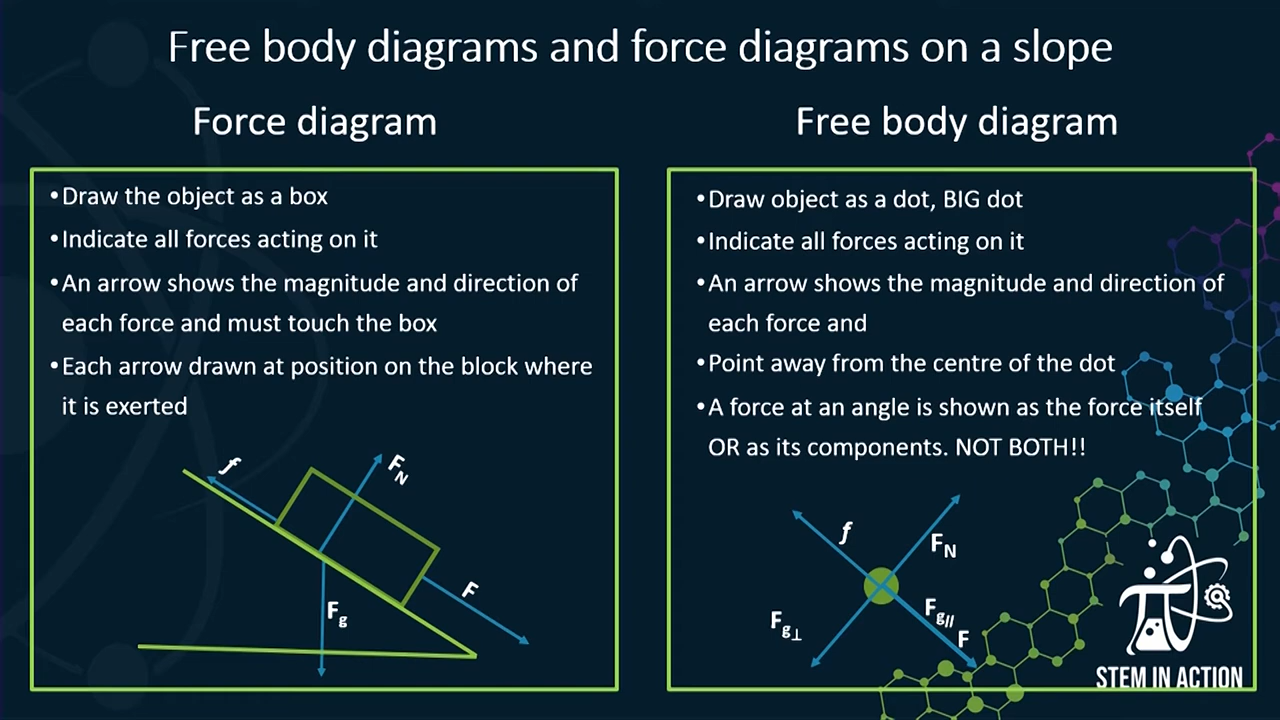 Free body diagrams and force diagrams on a slope
Force diagram
•Draw the object as a box
•Indicate all forces acting on it
•An arrow shows the magnitude and direction of
each force and must touch the box
•Each arrow drawn at position on the block where
it is exerted
f
F_N
F
F_g
Free body diagram
•Draw object as a dot, BIG dot
•Indicate all forces acting on it
•An arrow shows the magnitude and direction of
each force and
•Point away from the centre of the dot
•A force at an angle is shown as the force itself
OR as its components. NOT BOTH!!
f
F_N
F_g⊥
F_g//
F
STEM IN ACTION